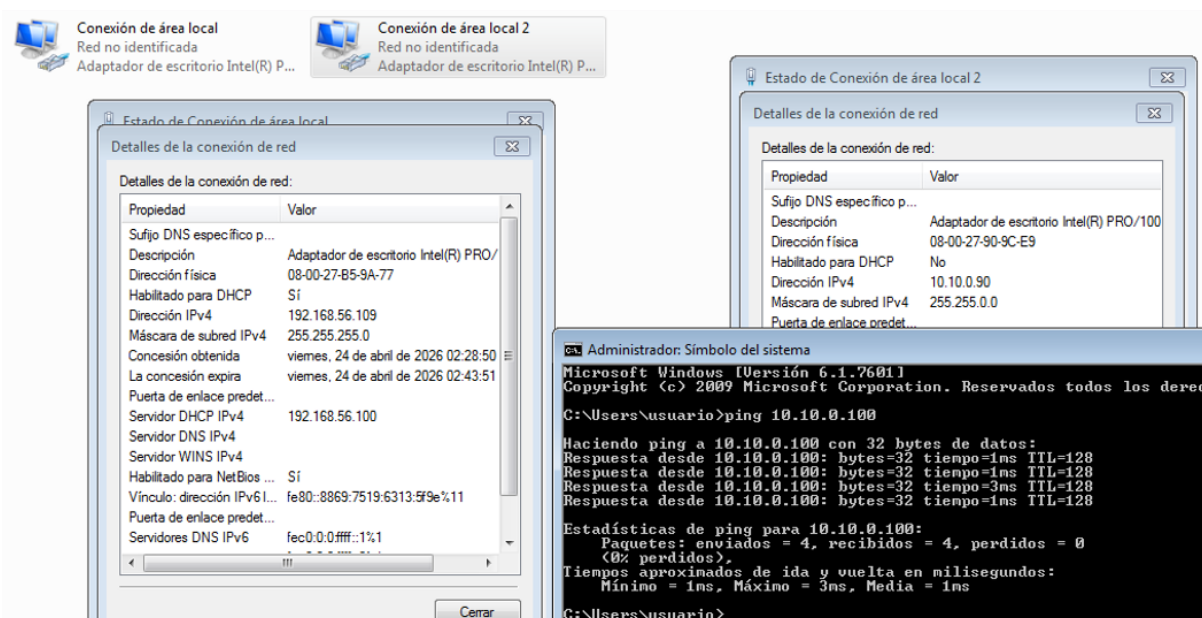 Conexión de área local
Red no identificada
Adaptador de escritorio Intel(R) P...
Conexión de área local 2
Red no identificada
Adaptador de escritorio Intel(R) P...
Estado de Conexión de área local
Detalles de la conexión de red
Detalles de la conexión de red:
Propiedad Valor
Sufijo DNS específico p...
Descripción Adaptador de escritorio Intel(R) PRO/
Dirección física 08-00-27-B5-9A-77
Habilitado para DHCP Sí
Dirección IPv4 192.168.56.109
Máscara de subred IPv4 255.255.255.0
Concesión obtenida viernes, 24 de abril de 2026 02:28:50
La concesión expira viernes, 24 de abril de 2026 02:43:51
Puerta de enlace predet...
Servidor DHCP IPv4 192.168.56.100
Servidor DNS IPv4
Servidor WINS IPv4
Habilitado para NetBios ... Sí
Vínculo: dirección IPv6 l... fe80::8869:7519:6313:5f9e%11
Puerta de enlace predet...
Servidores DNS IPv6 fec0:0:0:ffff::1%1
Cerrar
Estado de Conexión de área local 2
Detalles de la conexión de red
Detalles de la conexión de red:
Propiedad Valor
Sufijo DNS específico p...
Descripción Adaptador de escritorio Intel(R) PRO/100
Dirección física 08-00-27-90-9C-E9
Habilitado para DHCP No
Dirección IPv4 10.10.0.90
Máscara de subred IPv4 255.255.0.0
Puerta de enlace predet...
Administrador: Símbolo del sistema
Microsoft Windows [Versión 6.1.7601]
Copyright (c) 2009 Microsoft Corporation. Reservados todos los derec
C:\Users\usuario>ping 10.10.0.100
Haciendo ping a 10.10.0.100 con 32 bytes de datos:
Respuesta desde 10.10.0.100: bytes=32 tiempo=1ms TTL=128
Respuesta desde 10.10.0.100: bytes=32 tiempo=1ms TTL=128
Respuesta desde 10.10.0.100: bytes=32 tiempo=3ms TTL=128
Respuesta desde 10.10.0.100: bytes=32 tiempo=1ms TTL=128
Estadísticas de ping para 10.10.0.100:
Paquetes: enviados = 4, recibidos = 4, perdidos = 0
(0% perdidos),
Tiempos aproximados de ida y vuelta en milisegundos:
Mínimo = 1ms, Máximo = 3ms, Media = 1ms
C:\Users\usuario>